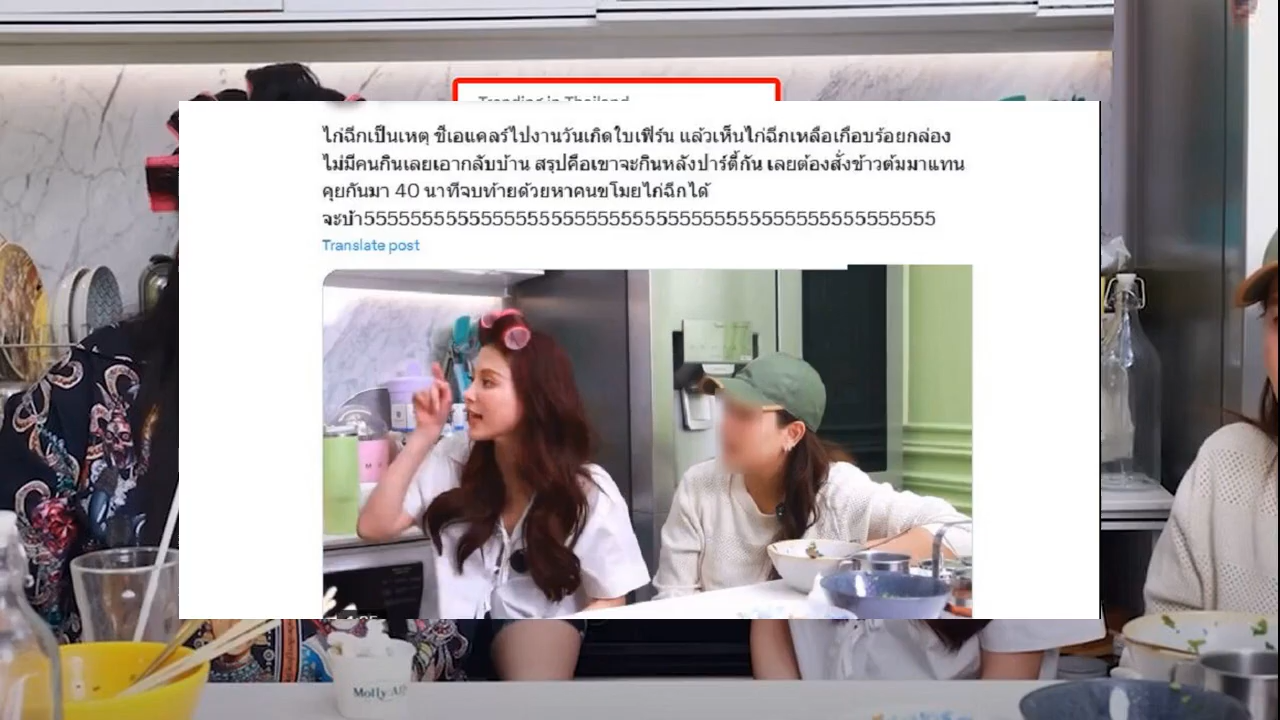 Trending in Thailand
ไก่ฉีกเป็นเหตุ ซี้เอแคลร์ไปงานวันเกิดใบเฟิร์น แล้วเห็นไก่ฉีกเหลือเกือบร้อยกล่อง
ไม่มีคนกินเลยเอากลับบ้าน สรุปคือเขาจะกินหลังปาร์ตี้กัน เลยต้องสั่งข้าวต้มมาแทน
คุยกันมา 40 นาทีจบท้ายด้วยหาคนขโมยไก่ฉีกได้
จะบ้า5555555555555555555555555555555555555555555555555
Translate post
Molly All